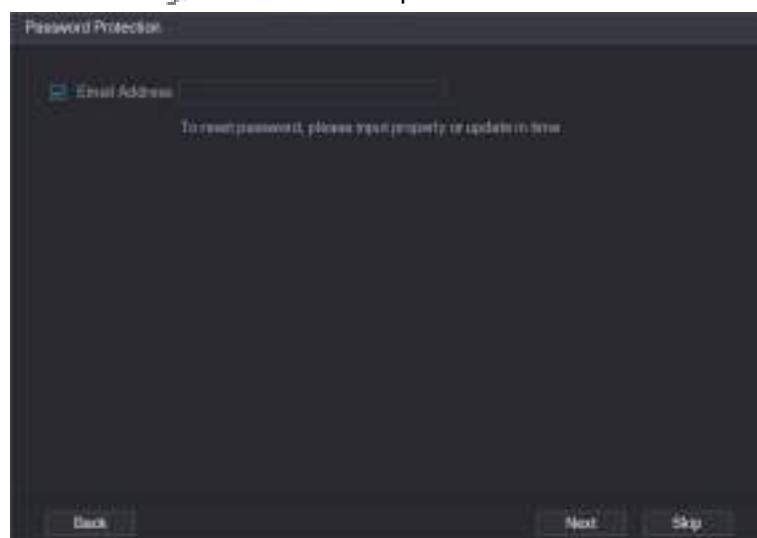 Password Protection
Email Address
To reset password, please input properly or update in time
Back
Next
Skip